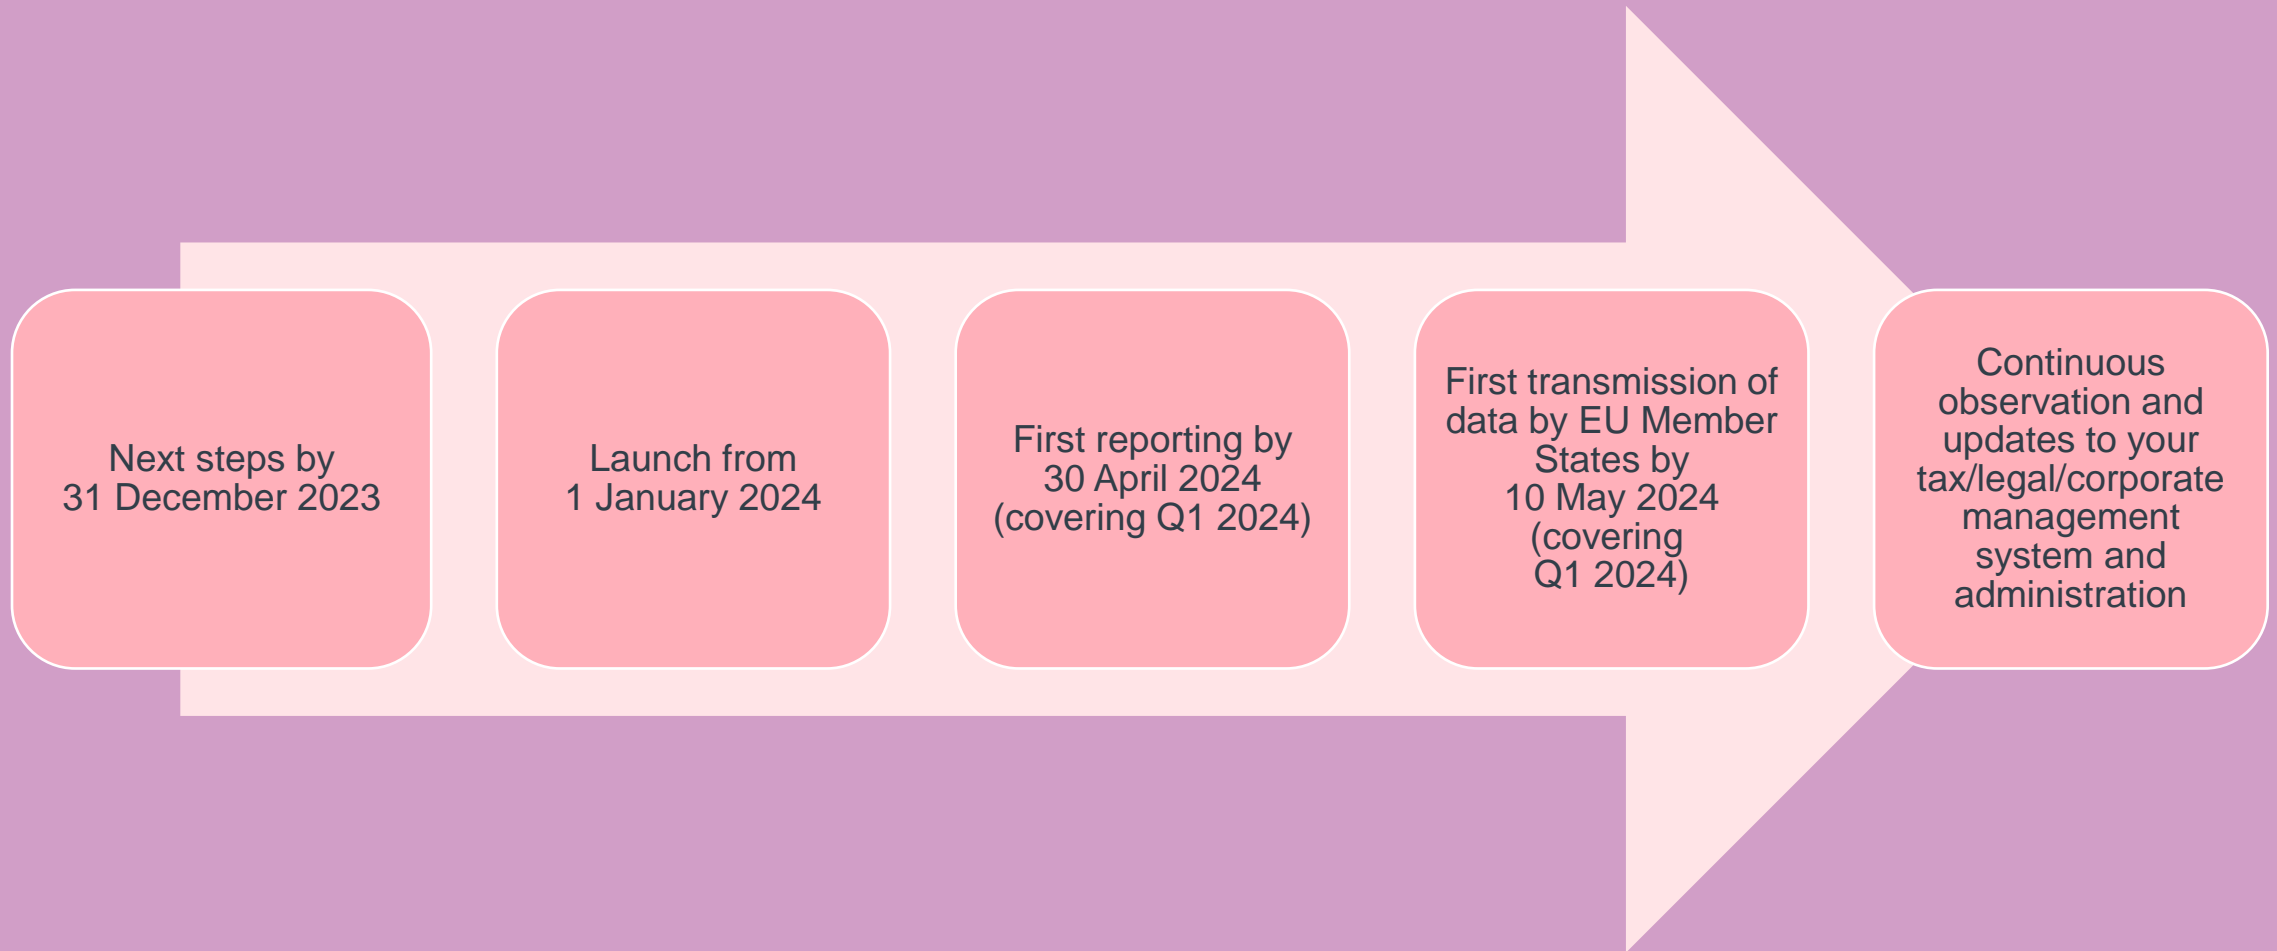 Next steps by
31 December 2023
Launch from
1 January 2024
First reporting by
30 April 2024
(covering Q1 2024)
First transmission of
data by EU Member
States by
10 May 2024
(covering
Q1 2024)
Continuous
observation and
updates to your
tax/legal/corporate
management
system and
administration